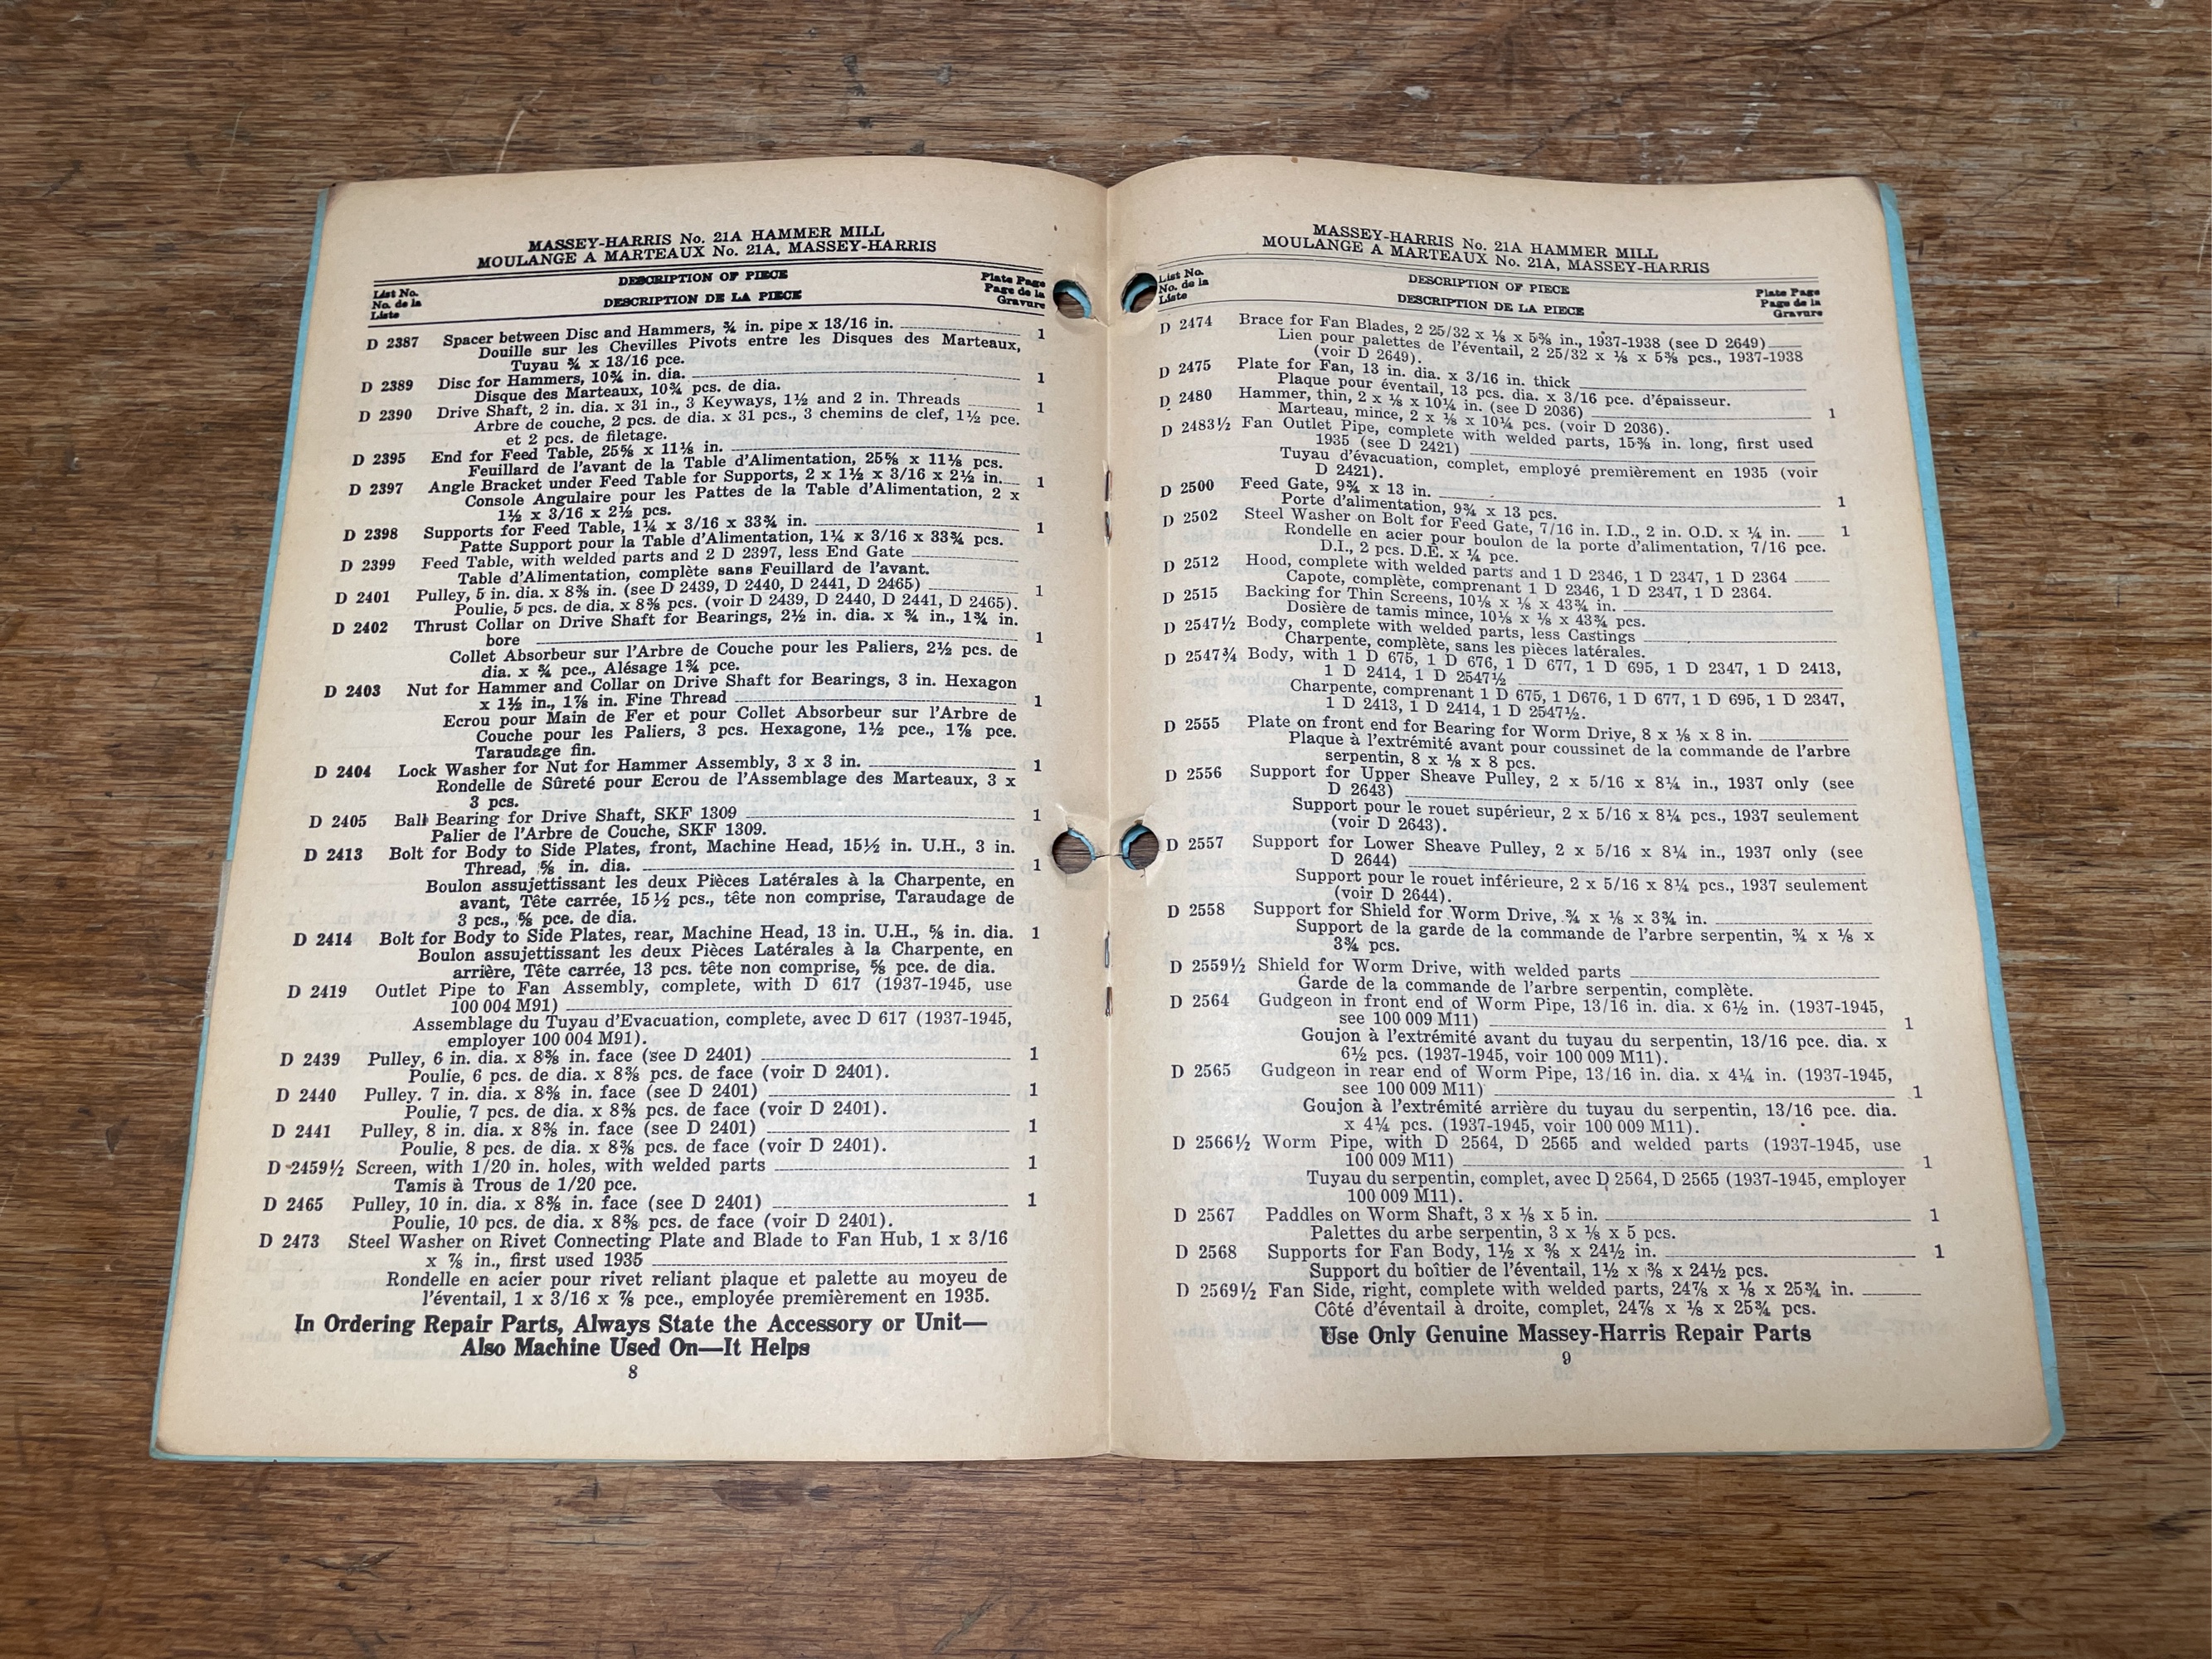 MASSEY-HARRIS No. 21A HAMMER MILL
MOULANGE A MARTEAUX No. 21A, MASSEY-HARRIS
List No.
No. de la
Liste
DESCRIPTION OF PIECE
DESCRIPTION DE LA PIECE
Plate Page
Page de la
Gravure
D 2387 Spacer between Disc and Hammers, ¾ in. pipe x 13/16 in. 1
Douille sur les Chevilles Pivots entre les Disques des Marteaux,
Tuyau ¾ x 13/16 pce.
D 2389 Disc for Hammers, 10¾ in. dia. 1
Disque des Marteaux, 10¾ pcs. de dia.
D 2390 Drive Shaft, 2 in. dia. x 31 in., 3 Keyways, 1½ and 2 in. Threads 1
Arbre de couche, 2 pcs. de dia. x 31 pcs., 3 chemins de clef, 1½ pce.
et 2 pcs. de filetage.
D 2395 End for Feed Table, 25⅝ x 11⅛ in.
Feuillard de l'avant de la Table d'Alimentation, 25⅝ x 11⅛ pcs.
D 2397 Angle Bracket under Feed Table for Supports, 2 x 1½ x 3/16 x 2½ in. 1
Console Angulaire pour les Pattes de la Table d'Alimentation, 2 x
1½ x 3/16 x 2½ pcs.
D 2398 Supports for Feed Table, 1¼ x 3/16 x 33¾ in. 1
Patte Support pour la Table d'Alimentation, 1¼ x 3/16 x 33¾ pcs.
D 2399 Feed Table, with welded parts and 2 D 2397, less End Gate
Table d'Alimentation, complète sans Feuillard de l'avant.
D 2401 Pulley, 5 in. dia. x 8⅜ in. (see D 2439, D 2440, D 2441, D 2465) 1
Poulie, 5 pcs. de dia. x 8⅜ pcs. (voir D 2439, D 2440, D 2441, D 2465).
D 2402 Thrust Collar on Drive Shaft for Bearings, 2½ in. dia. x ¾ in., 1¾ in.
bore 1
Collet Absorbeur sur l'Arbre de Couche pour les Paliers, 2½ pcs. de
dia. x ¾ pce., Alésage 1¾ pce.
D 2403 Nut for Hammer and Collar on Drive Shaft for Bearings, 3 in. Hexagon
x 1½ in., 1⅞ in. Fine Thread 1
Ecrou pour Main de Fer et pour Collet Absorbeur sur l'Arbre de
Couche pour les Paliers, 3 pcs. Hexagone, 1½ pce., 1⅞ pce.
Taraudage fin.
D 2404 Lock Washer for Nut for Hammer Assembly, 3 x 3 in. 1
Rondelle de Sûreté pour Ecrou de l'Assemblage des Marteaux, 3 x
3 pcs.
D 2405 Ball Bearing for Drive Shaft, SKF 1309 1
Palier de l'Arbre de Couche, SKF 1309.
D 2413 Bolt for Body to Side Plates, front, Machine Head, 15½ in. U.H., 3 in.
Thread, ⅝ in. dia. 1
Boulon assujettissant les deux Pièces Latérales à la Charpente, en
avant, Tête carrée, 15½ pcs., tête non comprise, Taraudage de
3 pcs., ⅝ pce. de dia.
D 2414 Bolt for Body to Side Plates, rear, Machine Head, 13 in. U.H., ⅝ in. dia. 1
Boulon assujettissant les deux Pièces Latérales à la Charpente, en
arrière, Tête carrée, 13 pcs. tête non comprise, ⅝ pce. de dia.
D 2419 Outlet Pipe to Fan Assembly, complete, with D 617 (1937-1945, use
100 004 M91)
Assemblage du Tuyau d'Evacuation, complete, avec D 617 (1937-1945,
employer 100 004 M91).
D 2439 Pulley, 6 in. dia. x 8⅜ in. face (see D 2401) 1
Poulie, 6 pcs. de dia. x 8⅜ pcs. de face (voir D 2401).
D 2440 Pulley. 7 in. dia. x 8⅜ in. face (see D 2401) 1
Poulie, 7 pcs. de dia. x 8⅜ pcs. de face (voir D 2401).
D 2441 Pulley, 8 in. dia. x 8⅜ in. face (see D 2401) 1
Poulie, 8 pcs. de dia. x 8⅜ pcs. de face (voir D 2401).
D 2459½ Screen, with 1/20 in. holes, with welded parts 1
Tamis à Trous de 1/20 pce.
D 2465 Pulley, 10 in. dia. x 8⅜ in. face (see D 2401) 1
Poulie, 10 pcs. de dia. x 8⅜ pcs. de face (voir D 2401).
D 2473 Steel Washer on Rivet Connecting Plate and Blade to Fan Hub, 1 x 3/16
x ⅞ in., first used 1935
Rondelle en acier pour rivet reliant plaque et palette au moyeu de
l'éventail, 1 x 3/16 x ⅞ pce., employée premièrement en 1935.
In Ordering Repair Parts, Always State the Accessory or Unit—
Also Machine Used On—It Helps
8
MASSEY-HARRIS No. 21A HAMMER MILL
MOULANGE A MARTEAUX No. 21A, MASSEY-HARRIS
List No.
No. de la
Liste
DESCRIPTION OF PIECE
DESCRIPTION DE LA PIECE
Plate Page
Page de la
Gravure
D 2474 Brace for Fan Blades, 2 25/32 x ⅛ x 5⅝ in., 1937-1938 (see D 2649)
Lien pour palettes de l'éventail, 2 25/32 x ⅛ x 5⅝ pcs., 1937-1938
(voir D 2649).
D 2475 Plate for Fan, 13 in. dia. x 3/16 in. thick
Plaque pour éventail, 13 pcs. dia. x 3/16 pce. d'épaisseur.
D 2480 Hammer, thin, 2 x ⅛ x 10¼ in. (see D 2036) 1
Marteau, mince, 2 x ⅛ x 10¼ pcs. (voir D 2036).
D 2483½ Fan Outlet Pipe, complete with welded parts, 15⅝ in. long, first used
1935 (see D 2421)
Tuyau d'évacuation, complet, employé premièrement en 1935 (voir
D 2421).
D 2500 Feed Gate, 9¾ x 13 in. 1
Porte d'alimentation, 9¾ x 13 pcs.
D 2502 Steel Washer on Bolt for Feed Gate, 7/16 in. I.D., 2 in. O.D. x ¼ in. 1
Rondelle en acier pour boulon de la porte d'alimentation, 7/16 pce.
D.I., 2 pcs. D.E. x ¼ pce.
D 2512 Hood, complete with welded parts and 1 D 2346, 1 D 2347, 1 D 2364
Capote, complète, comprenant 1 D 2346, 1 D 2347, 1 D 2364.
D 2515 Backing for Thin Screens, 10⅛ x ⅛ x 43¾ in.
Dosière de tamis mince, 10⅛ x ⅛ x 43¾ pcs.
D 2547½ Body, complete with welded parts, less Castings
Charpente, complète, sans les pièces latérales.
D 2547¾ Body, with 1 D 675, 1 D 676, 1 D 677, 1 D 695, 1 D 2347, 1 D 2413,
1 D 2414, 1 D 2547½
Charpente, comprenant 1 D 675, 1 D676, 1 D 677, 1 D 695, 1 D 2347,
1 D 2413, 1 D 2414, 1 D 2547½.
D 2555 Plate on front end for Bearing for Worm Drive, 8 x ⅛ x 8 in.
Plaque à l'extrémité avant pour coussinet de la commande de l'arbre
serpentin, 8 x ⅛ x 8 pcs.
D 2556 Support for Upper Sheave Pulley, 2 x 5/16 x 8¼ in., 1937 only (see
D 2643)
Support pour le rouet supérieur, 2 x 5/16 x 8¼ pcs., 1937 seulement
(voir D 2643).
D 2557 Support for Lower Sheave Pulley, 2 x 5/16 x 8¼ in., 1937 only (see
D 2644)
Support pour le rouet inférieure, 2 x 5/16 x 8¼ pcs., 1937 seulement
(voir D 2644).
D 2558 Support for Shield for Worm Drive, ¾ x ⅛ x 3¾ in.
Support de la garde de la commande de l'arbre serpentin, ¾ x ⅛ x
3¾ pcs.
D 2559½ Shield for Worm Drive, with welded parts
Garde de la commande de l'arbre serpentin, complète.
D 2564 Gudgeon in front end of Worm Pipe, 13/16 in. dia. x 6½ in. (1937-1945,
see 100 009 M11) 1
Goujon à l'extrémité avant du tuyau du serpentin, 13/16 pce. dia. x
6½ pcs. (1937-1945, voir 100 009 M11).
D 2565 Gudgeon in rear end of Worm Pipe, 13/16 in. dia. x 4¼ in. (1937-1945,
see 100 009 M11) 1
Goujon à l'extrémité arrière du tuyau du serpentin, 13/16 pce. dia.
x 4¼ pcs. (1937-1945, voir 100 009 M11).
D 2566½ Worm Pipe, with D 2564, D 2565 and welded parts (1937-1945, use
100 009 M11) 1
Tuyau du serpentin, complet, avec D 2564, D 2565 (1937-1945, employer
100 009 M11).
D 2567 Paddles on Worm Shaft, 3 x ⅛ x 5 in. 1
Palettes du arbe serpentin, 3 x ⅛ x 5 pcs.
D 2568 Supports for Fan Body, 1½ x ⅜ x 24½ in. 1
Support du boîtier de l'éventail, 1½ x ⅜ x 24½ pcs.
D 2569½ Fan Side, right, complete with welded parts, 24⅞ x ⅛ x 25¾ in.
Côté d'éventail à droite, complet, 24⅞ x ⅛ x 25¾ pcs.
Use Only Genuine Massey-Harris Repair Parts
9